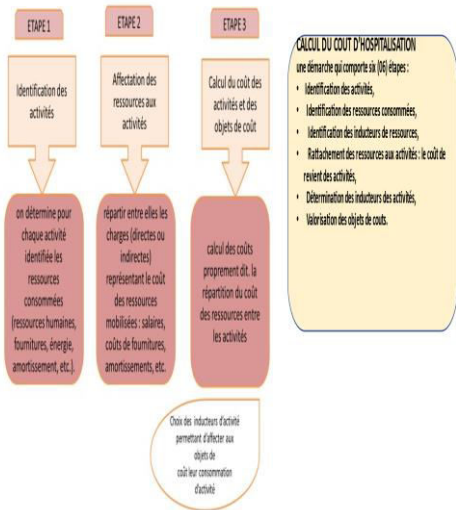 ETAPE 1
Identification des
activités
on détermine pour
chaque activité
identifiée les
ressources
consommées
(ressources humaines,
fournitures, énergie,
amortissement, etc.).
ETAPE 2
Affectation des
ressources aux
activités
répartir entre elles les
charges (directes ou
indirectes)
représentant le coût
des ressources
mobilisées : salaires,
coûts de fournitures,
amortissements, etc.
ETAPE 3
Calcul du coût des
activités et des
objets de coût
calcul des coûts
proprement dit. la
répartition du coût
des ressources entre
les activités
Choix des inducteurs d'activité
permettant d'affecter aux
objets de
coût leur consommation
d'activité
CALCUL DU COUT D'HOSPITALISATION
une démarche qui comporte six (06) étapes :
• Identification des activités,
• Identification des ressources consommées,
• Identification des inducteurs de ressources,
• Rattachement des ressources aux activités : le coût de
revient des activités,
• Détermination des inducteurs des activités,
• Valorisation des objets de couts.